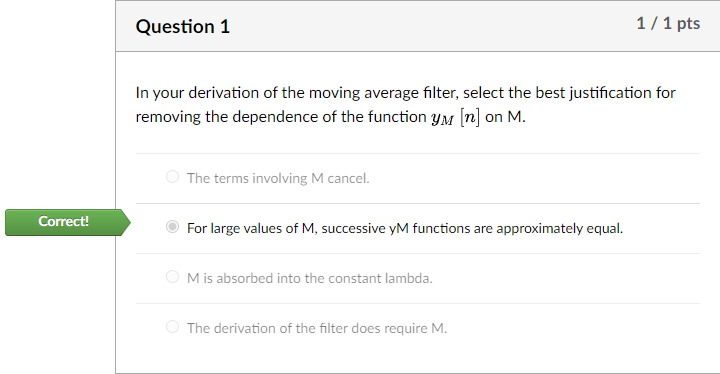 Question 1
1 / 1 pts
In your derivation of the moving average filter, select the best justification for
removing the dependence of the function yM [n] on M.
The terms involving M cancel.
Correct!
For large values of M, successive yM functions are approximately equal.
M is absorbed into the constant lambda.
The derivation of the filter does require M.